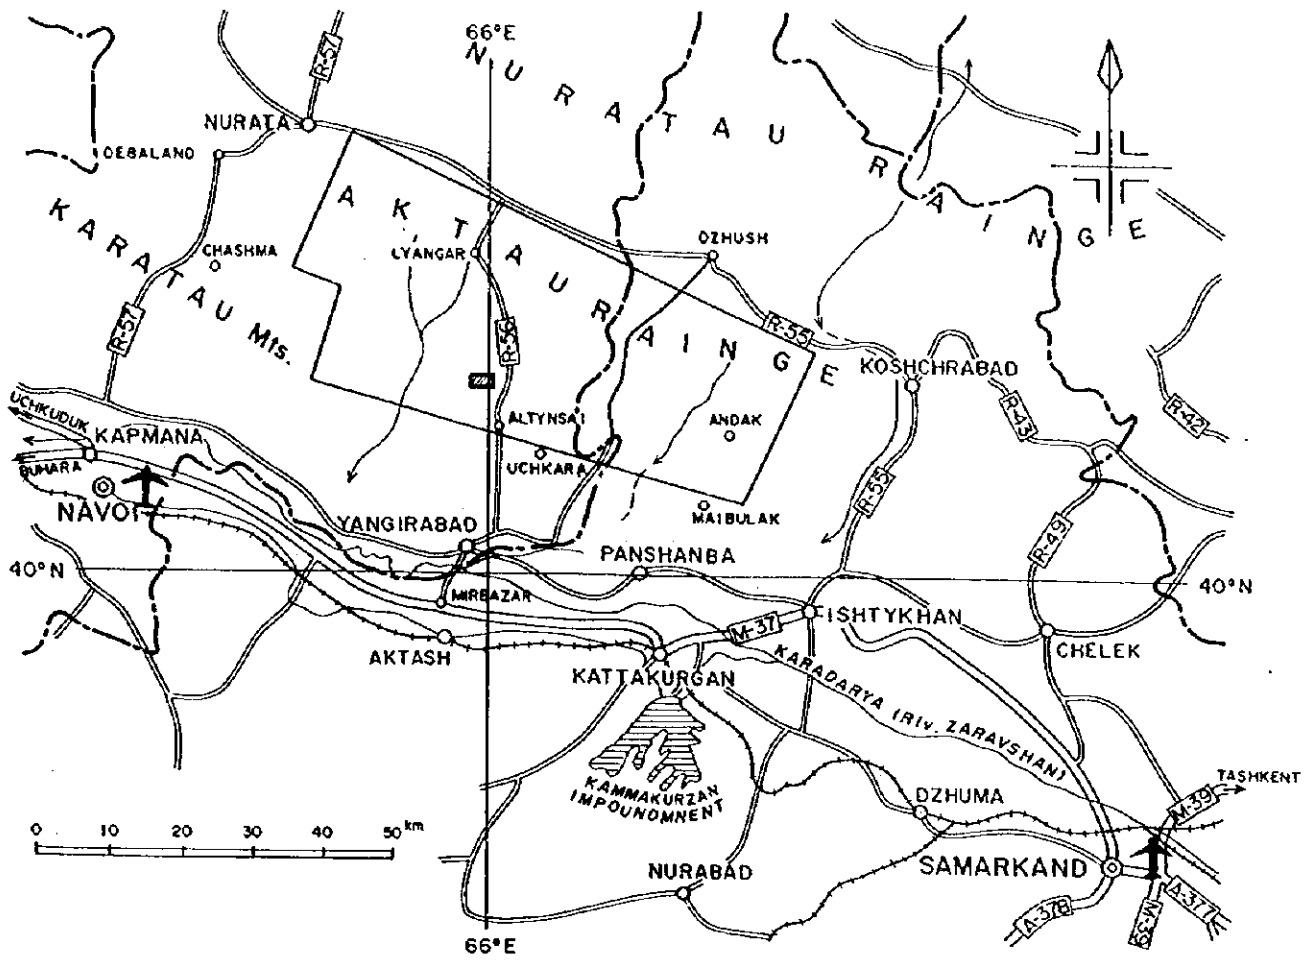 66°E
R-57
NURATAU RAINGE
NURATA
DEBALAND
KARATAU Mts.
AKTAU RAINGE
CHASHMA
LYANGAR
DZHUSH
R-57
R-56
R-55
KOSHCHRABAD
R-43
R-42
UCHKUDUK
KAPMANA
BUHARA
NAVOI
ALTYNSAI
UCHKARA
ANDAK
MAIBULAK
R-55
R-49
YANGIRABAD
PANSHANBA
40°N
40°N
MIRBAZAR
ISHTYKHAN
M-37
AKTASH
KATTAKURGAN
CHELEK
KARADARYA (RIV. ZARAVSHAN)
KAMMAKURZAN
IMPOUNOMNENT
DZHUMA
M-39
TASHKENT
0 10 20 30 40 50 km
NURABAD
SAMARKAND
A-378
M-39
A-377
66°E